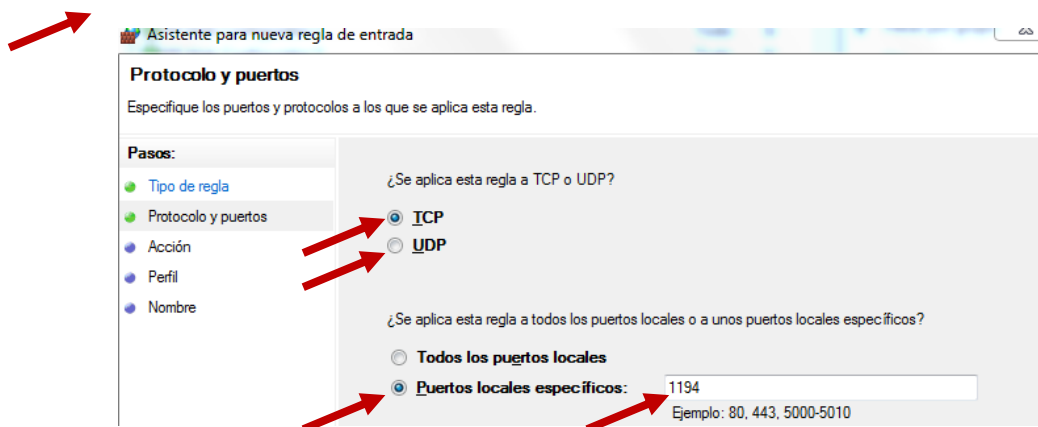 Asistente para nueva regla de entrada
Protocolo y puertos
Especifique los puertos y protocolos a los que se aplica esta regla.
Pasos:
Tipo de regla
Protocolo y puertos
Acción
Perfil
Nombre
¿Se aplica esta regla a TCP o UDP?
TCP
UDP
¿Se aplica esta regla a todos los puertos locales o a unos puertos locales específicos?
Todos los puertos locales
Puertos locales específicos: 1194
Ejemplo: 80, 443, 5000-5010